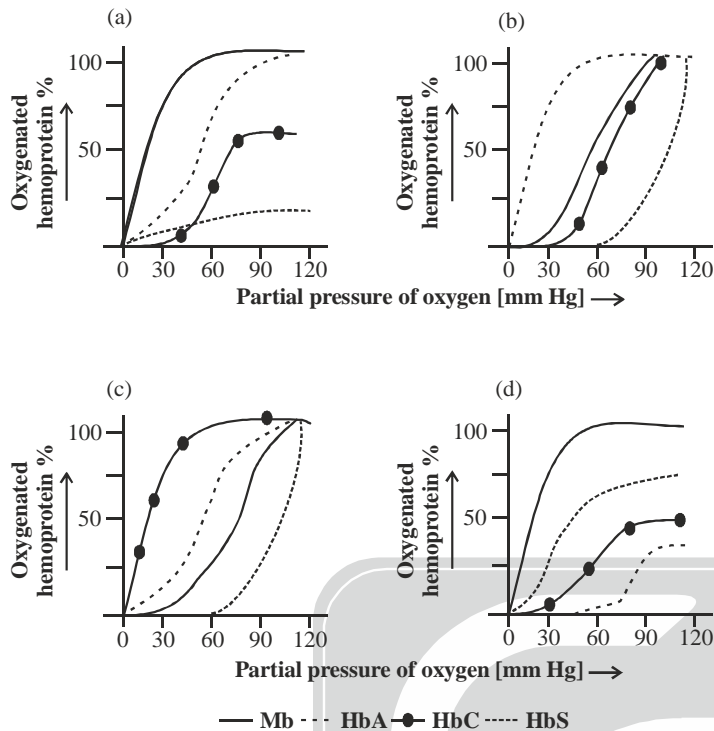 (a)
Oxygenated
hemoprotein %
100
50
0 30 60 90 120
(b)
Oxygenated
hemoprotein %
100
50
0 30 60 90 120
Partial pressure of oxygen [mm Hg]
(c)
Oxygenated
hemoprotein %
100
50
0 30 60 90 120
(d)
Oxygenated
hemoprotein %
100
50
0 30 60 90 120
Partial pressure of oxygen [mm Hg]
Mb HbA HbC HbS